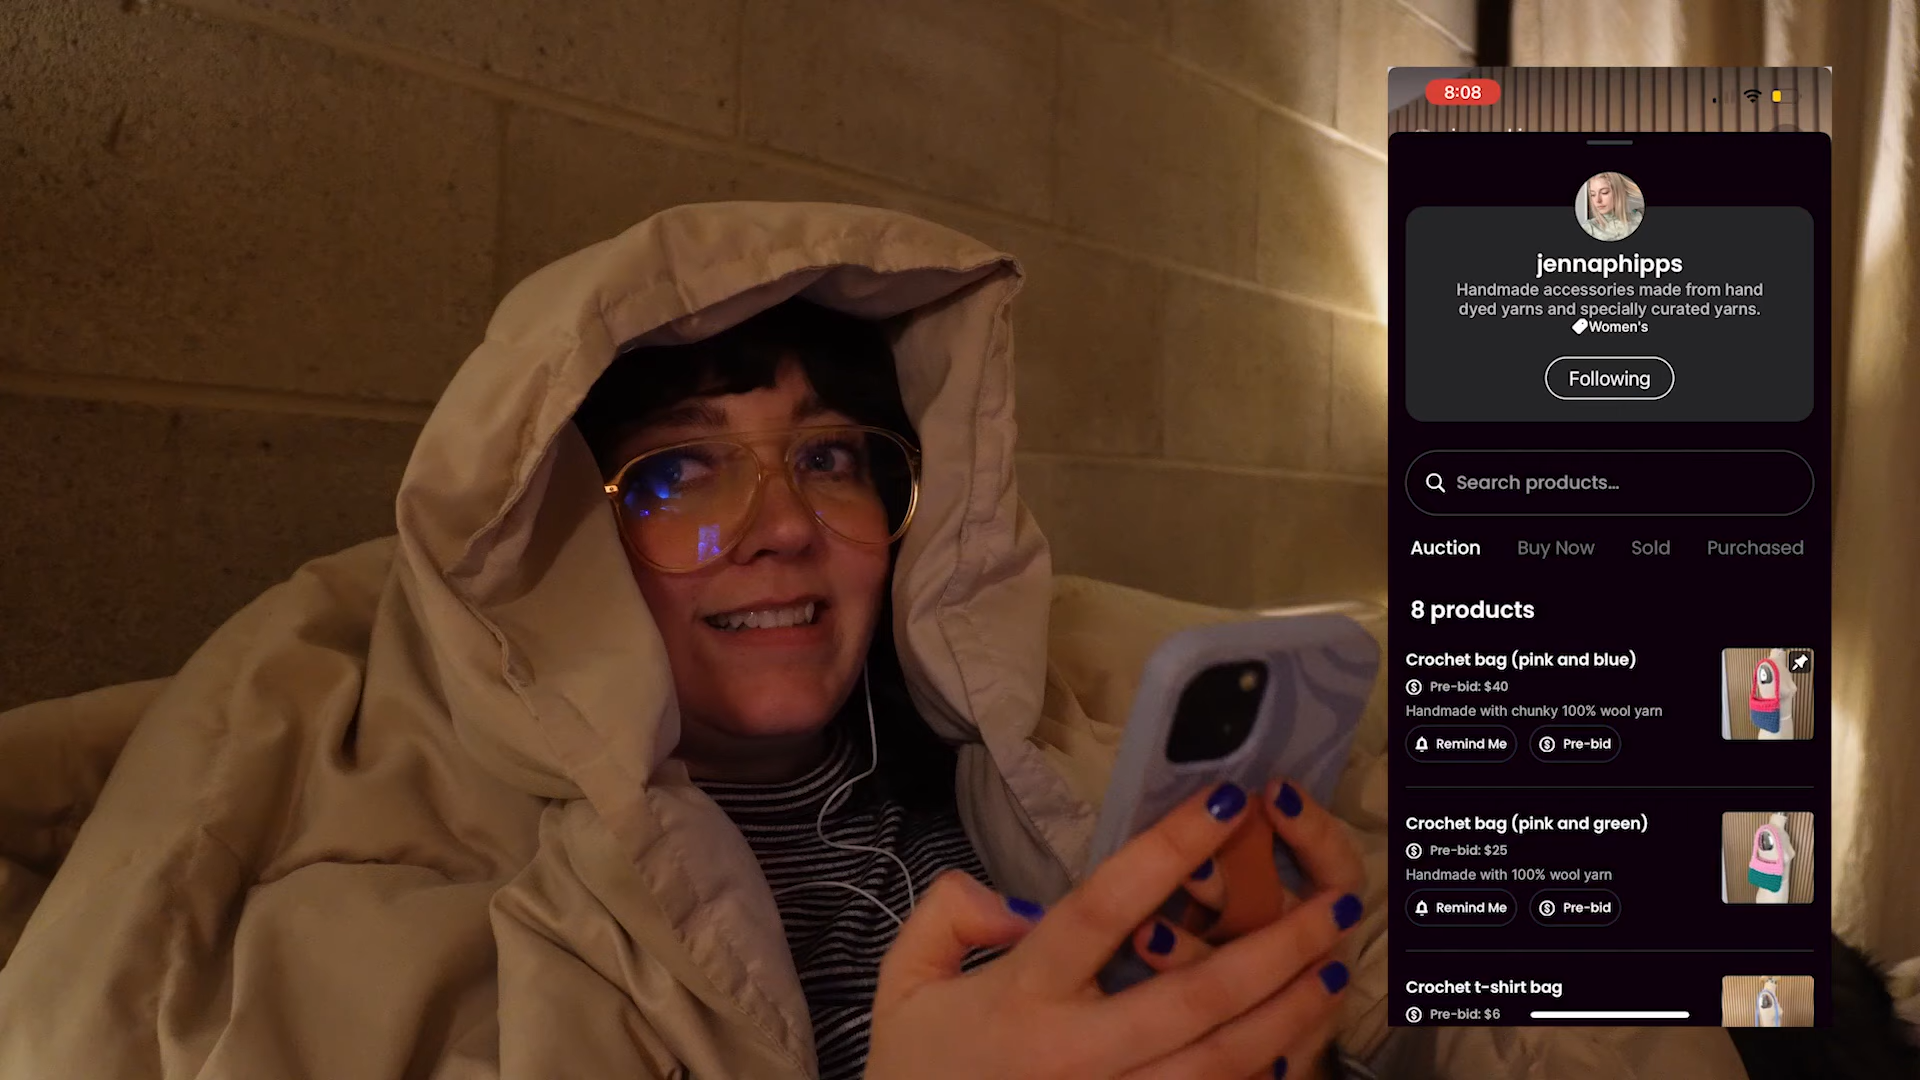 8:08
jennaphipps
Handmade accessories made from hand
dyed yarns and specially curated yarns.
Women's
Following
Search products...
Auction Buy Now Sold Purchased
8 products
Crochet bag (pink and blue)
Pre-bid: $40
Handmade with chunky 100% wool yarn
Remind Me Pre-bid
Crochet bag (pink and green)
Pre-bid: $25
Handmade with 100% wool yarn
Remind Me Pre-bid
Crochet t-shirt bag
Pre-bid: $6